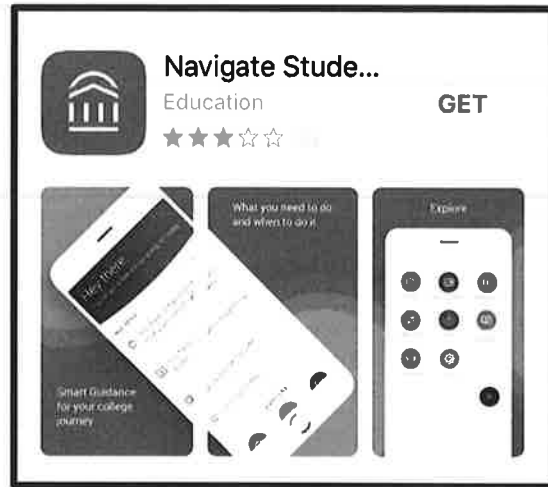 Navigate Stude...
Education
GET
Hey there
What you need to do
and when to do it
Explore
Smart Guidance
for your college
journey